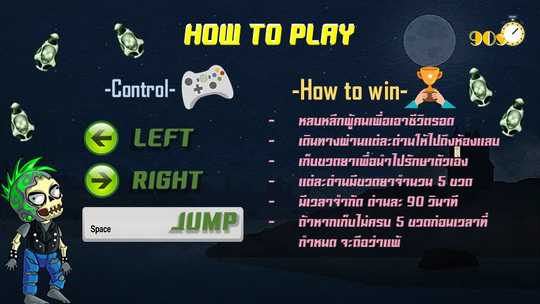 HOW TO PLAY
90s
-Control-
-How to win-
LEFT
RIGHT
Space
JUMP
- หลบหลีกผู้คนเพื่อเอาชีวิตรอด
- เดินทางผ่านแต่ละด่านให้ไปถึงห้องแลบ
- เก็บขวดยาเพื่อนำไปรักษาตัวเอง
- แต่ละด่านมีขวดยาจำนวน 5 ขวด
- มีเวลาจำกัด ด่านละ 90 วินาที
- ถ้าหากเก็บไม่ครบ 5 ขวดก่อนเวลาที่
กำหนด จะถือว่าแพ้